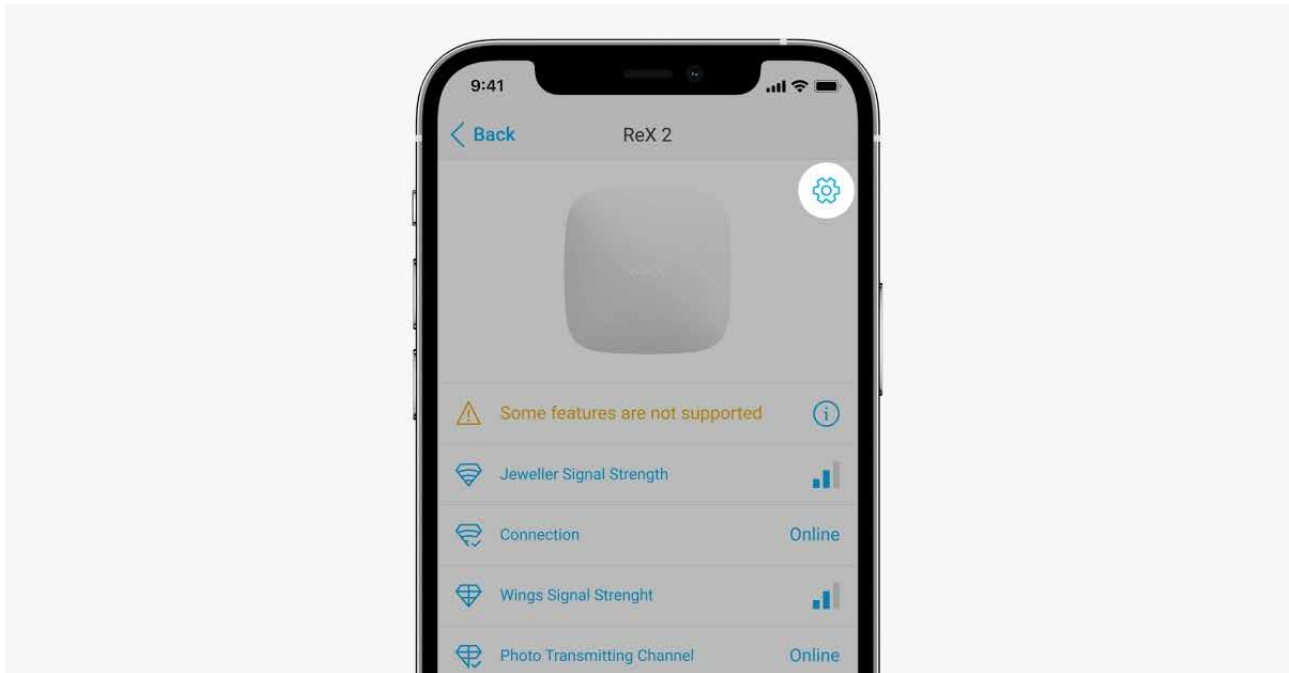 9:41
Back
ReX 2
Some features are not supported
Jeweller Signal Strength
Connection
Online
Wings Signal Strenght
Photo Transmitting Channel
Online